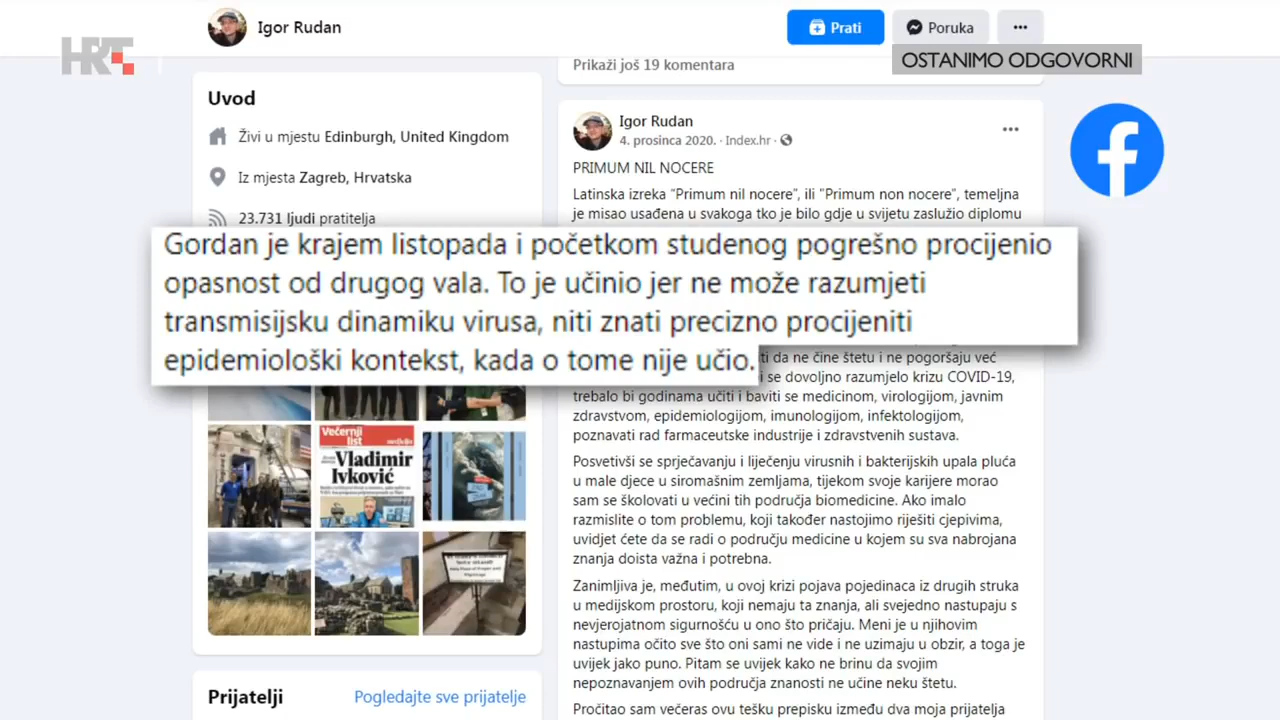 Igor Rudan
Prati
Poruka
HRT
OSTANIMO ODGOVORNI
Prikaži još 19 komentara
Uvod
Živi u mjestu Edinburgh, United Kingdom
Iz mjesta Zagreb, Hrvatska
23.731 ljudi pratitelja
Igor Rudan
4. prosinca 2020. · Index.hr ·
PRIMUM NIL NOCERE
Latinska izreka “Primum nil nocere”, ili "Primum non nocere”, temeljna
je misao usađena u svakoga tko je bilo gdje u svijetu zaslužio diplomu
Gordan je krajem listopada i početkom studenog pogrešno procijenio
opasnost od drugog vala. To je učinio jer ne može razumjeti
transmisijsku dinamiku virusa, niti znati precizno procijeniti
epidemiološki kontekst, kada o tome nije učio.
da ne čine štetu i ne pogoršaju već
se dovoljno razumjelo krizu COVID-19,
trebalo bi godinama učiti i baviti se medicinom, virologijom, javnim
zdravstvom, epidemiologijom, imunologijom, infektologijom,
poznavati rad farmaceutske industrije i zdravstvenih sustava.
Posvetivši se sprječavanju i liječenju virusnih i bakterijskih upala pluća
u male djece u siromašnim zemljama, tijekom svoje karijere morao
sam se školovati u većini tih područja biomedicine. Ako imalo
razmislite o tom problemu, koji također nastojimo riješiti cjepivima,
uvidjet ćete da se radi o području medicine u kojem su sva nabrojana
znanja doista važna i potrebna.
Zanimljiva je, međutim, u ovoj krizi pojava pojedinaca iz drugih struka
u medijskom prostoru, koji nemaju ta znanja, ali svejedno nastupaju s
nevjerojatnom sigurnošću u ono što pričaju. Meni je u njihovim
nastupima očito sve što oni sami ne vide i ne uzimaju u obzir, a toga je
uvijek jako puno. Pitam se uvijek kako ne brinu da svojim
nepoznavanjem ovih područja znanosti ne učine neku štetu.
Pročitao sam večeras ovu tešku prepisku između dva moja prijatelja
Večernji
list
Vladimir
Ivković
Prijatelji
Pogledajte sve prijatelje